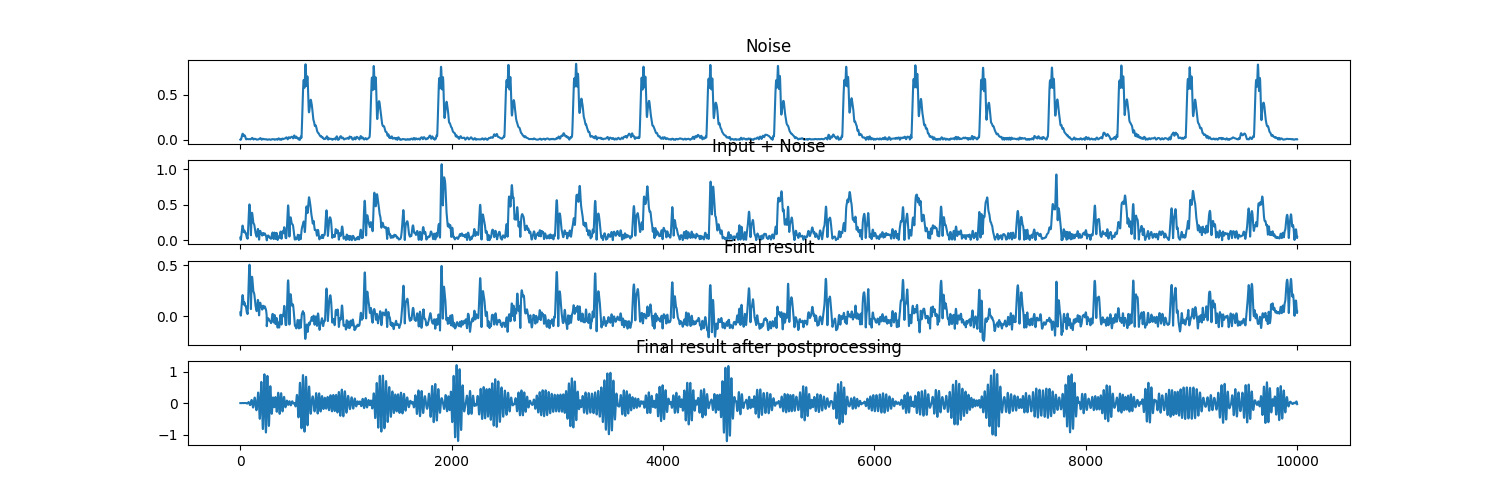 Noise
0.5
0.0
Input + Noise
1.0
0.5
0.0
Final result
0.5
0.0
Final result after postprocessing
1
0
−1
0 2000 4000 6000 8000 10000